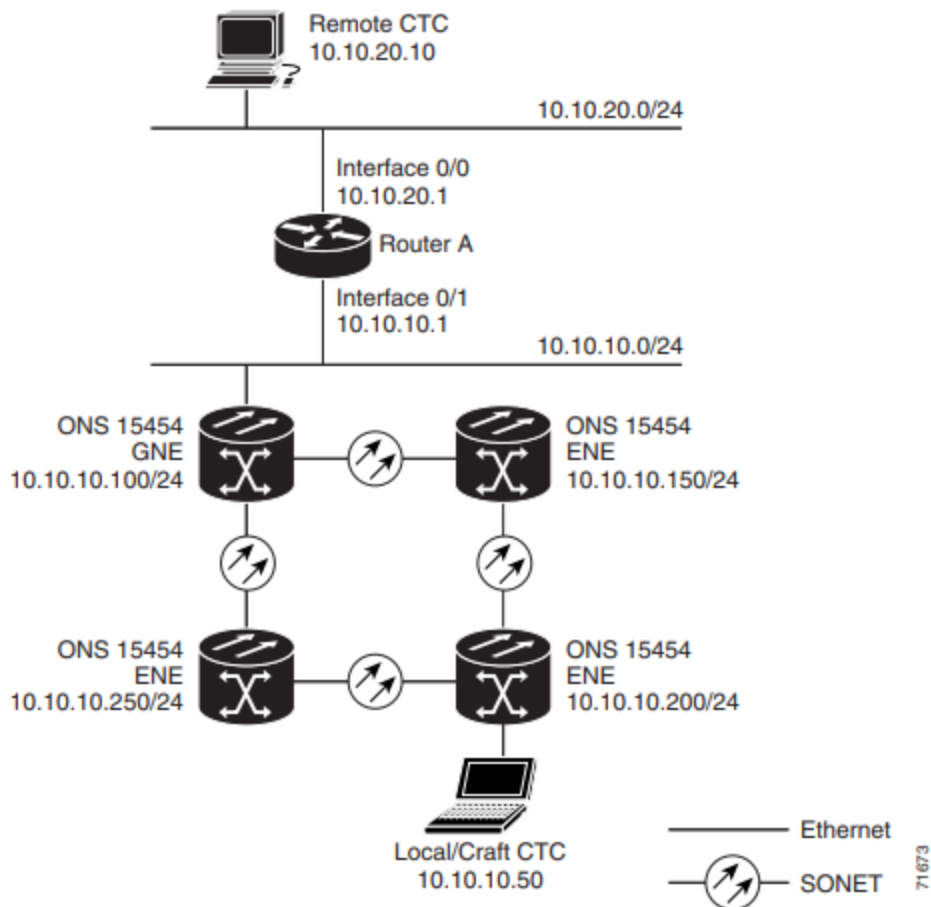 Remote CTC
10.10.20.10
10.10.20.0/24
Interface 0/0
10.10.20.1
Router A
Interface 0/1
10.10.10.1
10.10.10.0/24
ONS 15454
GNE
10.10.10.100/24
ONS 15454
ENE
10.10.10.150/24
ONS 15454
ENE
10.10.10.250/24
ONS 15454
ENE
10.10.10.200/24
Local/Craft CTC
10.10.10.50
Ethernet
SONET
71673